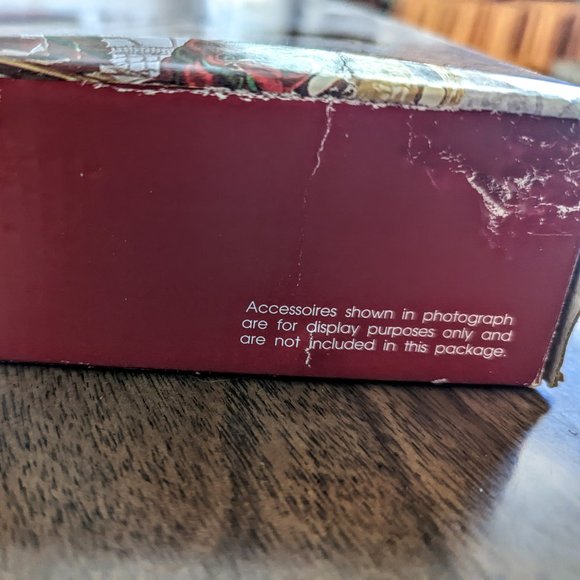 Accessoires shown in photograph
are for display purposes only and
are not included in this package.